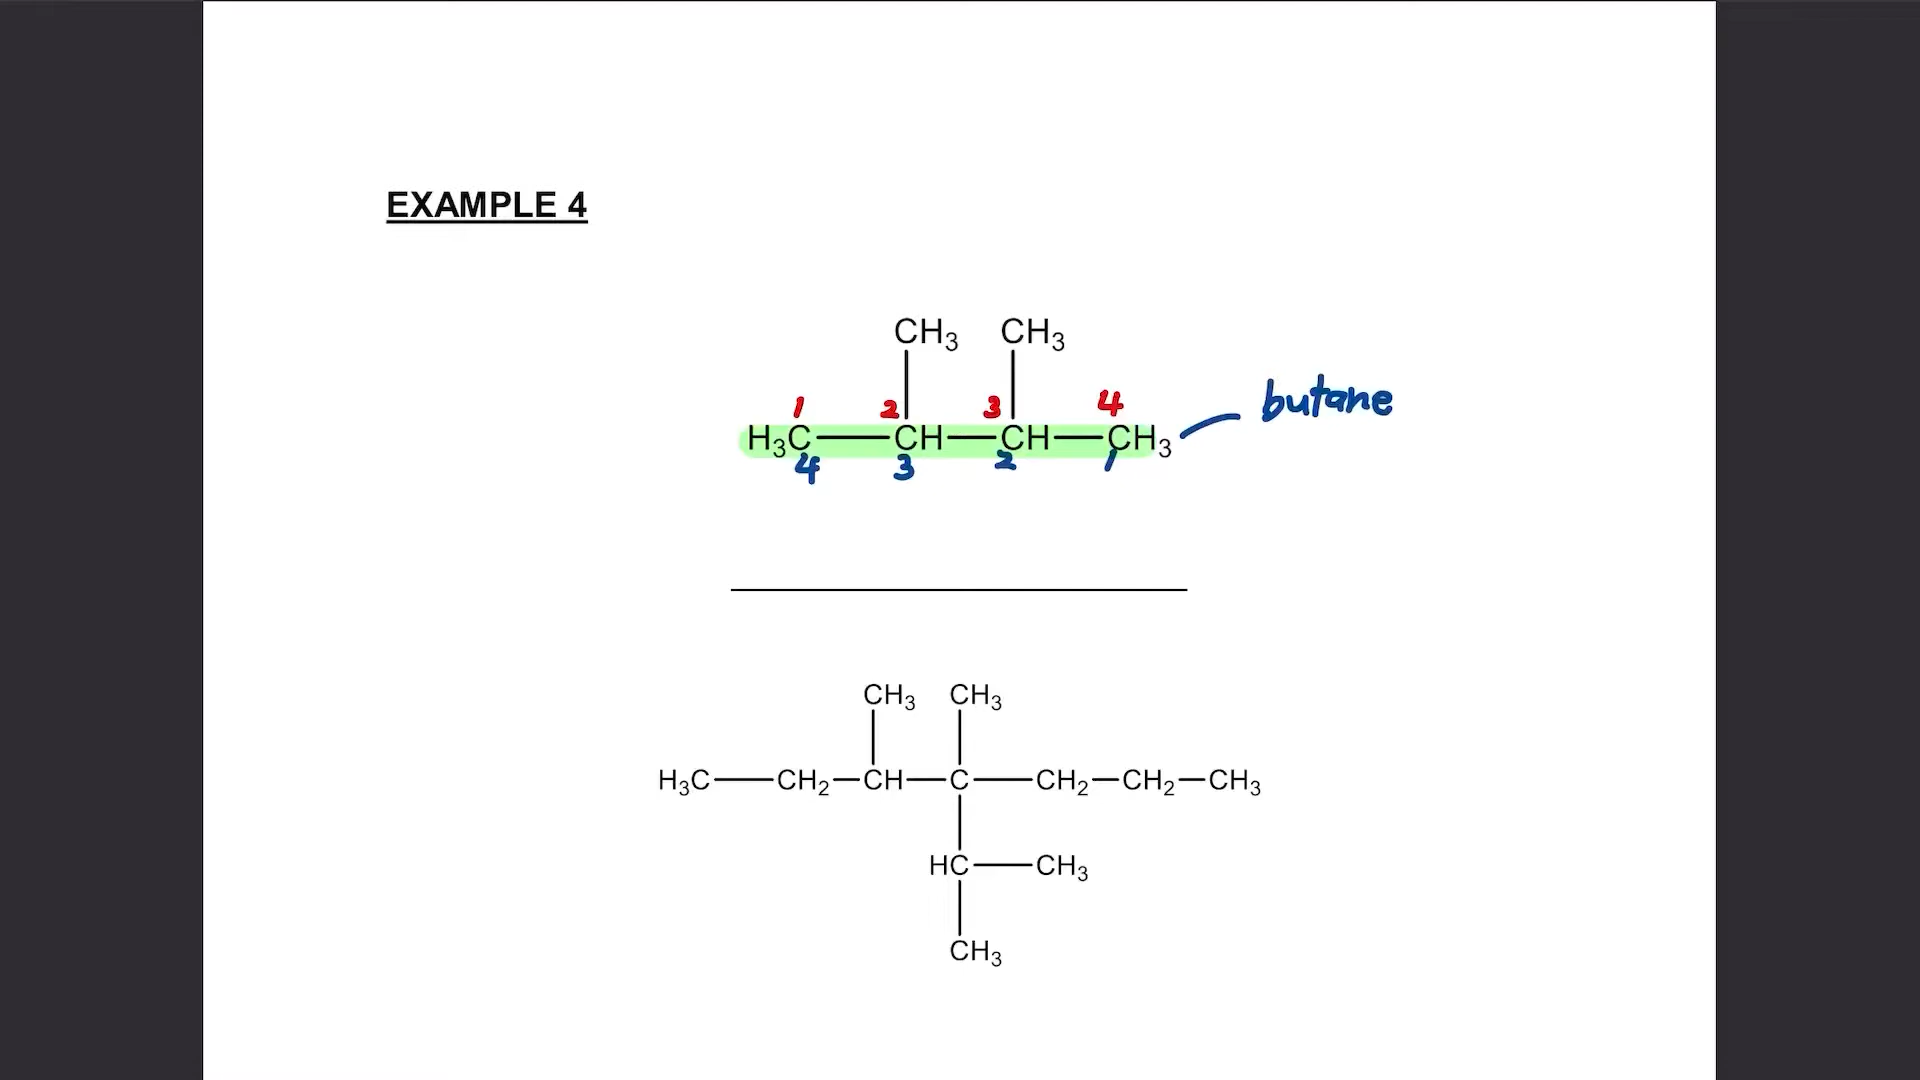 EXAMPLE 4
CH₃ CH₃
1 2 3 4 butane
H₃C CH CH CH₃
4 3 2 1
CH₃ CH₃
H₃C CH₂ CH C CH₂ CH₂ CH₃
HC CH₃
CH₃